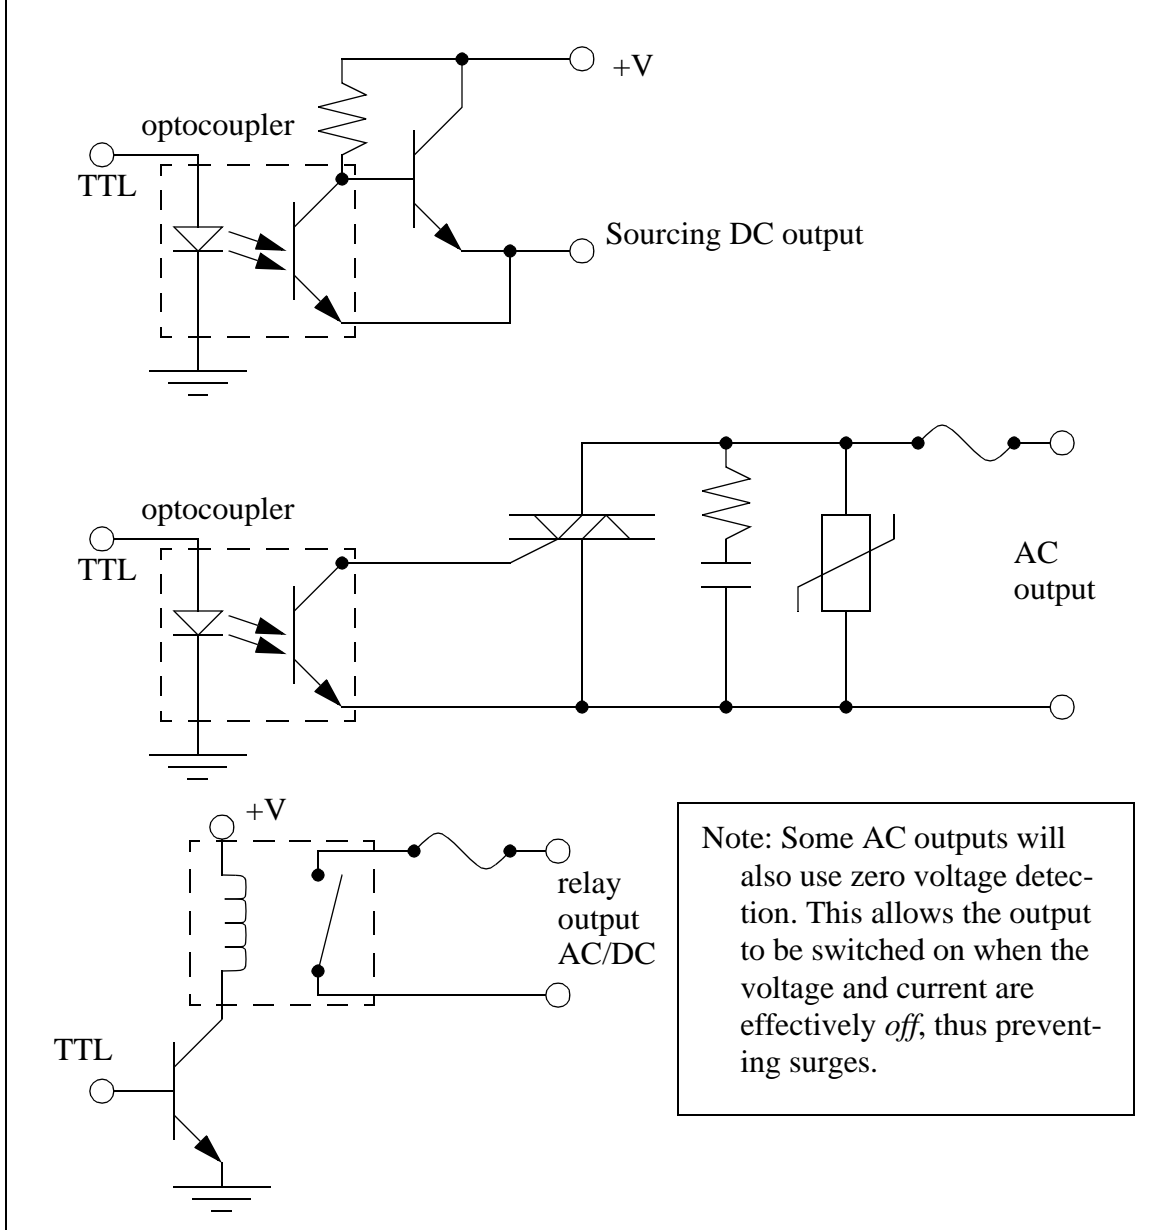 +V
optocoupler
TTL
Sourcing DC output
optocoupler
TTL
AC
output
+V
relay
output
AC/DC
TTL
Note: Some AC outputs will
also use zero voltage detec-
tion. This allows the output
to be switched on when the
voltage and current are
effectively off, thus prevent-
ing surges.